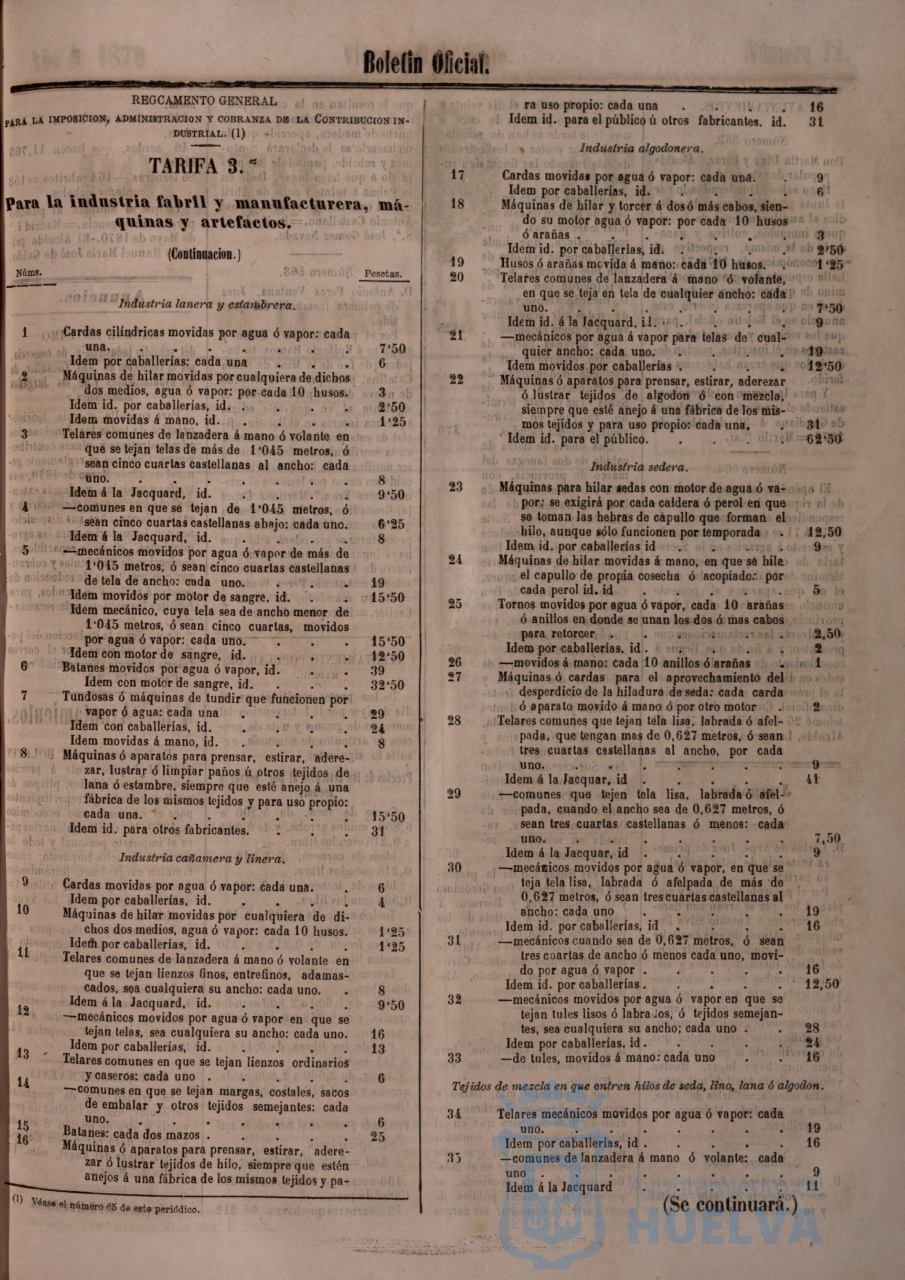 Boletin Oficial.
REGCAMENTO GENERAL
PARA LA IMPOSICION, ADMINISTRACION Y COBRANZA DE LA CONTRIBUCION IN-
DUSTRIAL. (1)
TARIFA 3.ª
Para la industria fabril y manufacturera, má-
quinas y artefactos.
(Continuacion.)
Núms. Pesetas.
Industria lanera y estambrera.
1 Cardas cilíndricas movidas por agua ó vapor: cada
una. . . . . . . . 7'50
Idem por caballerías: cada una . . . 6
2 Máquinas de hilar movidas por cualquiera de dichos
dos medios, agua ó vapor: por cada 10 husos. 3
Idem id. por caballerías, id. . . . . 2'50
Idem movidas á mano, id. . . . . 1'25
3 Telares comunes de lanzadera á mano ó volante en
que se tejan telas de más de 1'045 metros, ó
sean cinco cuartas castellanas al ancho: cada
uno. . . . . . . . 8
Idem á la Jacquard, id. . . . . 9'50
4 —comunes en que se tejan de 1'045 metros, ó
sean cinco cuartas castellanas abajo: cada uno. 6'25
Idem á la Jacquard, id. . . . . 8
5 —mecánicos movidos por agua ó vapor de más de
1'045 metros, ó sean cinco cuartas castellanas
de tela de ancho: cada uno. . . . 19
Idem movidos por motor de sangre, id. . . 15'50
Idem mecánico, cuya tela sea de ancho menor de
1'045 metros, ó sean cinco cuartas, movidos
por agua ó vapor: cada uno. . . . 15'50
Idem con motor de sangre, id. . . . 12'50
6 Batanes movidos por agua ó vapor, id. . . 39
Idem con motor de sangre, id. . . . 32'50
7 Tundosas ó máquinas de tundir que funcionen por
vapor ó agua: cada una . . . . 29
Idem con caballerías, id. . . . . 24
Idem movidas á mano, id. . . . . 8
8 Máquinas ó aparatos para prensar, estirar, adere-
zar, lustrar ó limpiar paños ú otros tejidos de
lana ó estambre, siempre que esté anejo á una
fábrica de los mismos tejidos y para uso propio:
cada una. . . . . . . 15'50
Idem id. para otros fabricantes. . . . 31
Industria cañamera y linera.
9 Cardas movidas por agua ó vapor: cada una. . 6
Idem por caballerías, id. . . . . 4
10 Máquinas de hilar movidas por cualquiera de di-
chos dos medios, agua ó vapor: cada 10 husos. 1'25
Idem por caballerías, id. . . . . 1'25
11 Telares comunes de lanzadera á mano ó volante en
que se tejan lienzos finos, entrefinos, adamas-
cados, sea cualquiera su ancho: cada uno. . 8
Idem á la Jacquard, id. . . . . 9'50
12 —mecánicos movidos por agua ó vapor en que se
tejan telas, sea cualquiera su ancho: cada uno. 16
Idem por caballerías, id. . . . . 13
13 Telares comunes en que se tejan lienzos ordinarios
y caseros: cada uno . . . . . 6
14 —comunes en que se tejan margas, costales, sacos
de embalar y otros tejidos semejantes: cada
uno. . . . . . . . 6
15 Batanes: cada dos mazos . . . . . 25
16 Máquinas ó aparatos para prensar, estirar, adere-
zar ó lustrar tejidos de hilo, siempre que estén
anejos á una fábrica de los mismos tejidos y pa-
(1) Véase el número 65 de este periódico.
ra uso propio: cada una . . . . 16
Idem id. para el público ú otros fabricantes. id. 31
Industria algodonera.
17 Cardas movidas por agua ó vapor: cada una. . 9
Idem por caballerías, id. . . . . 6
18 Máquinas de hilar y torcer á dos ó más cabos, sien-
do su motor agua ó vapor: por cada 10 husos
ó arañas . . . . . . . 3
Idem id. por caballerías, id. . . . . 2'50
19 Husos ó arañas movida á mano: cada 10 husos. . 1'25
20 Telares comunes de lanzadera á mano ó volante,
en que se teja en tela de cualquier ancho: cada
uno. . . . . . . . 7'50
Idem id. á la Jacquard, id. . . . . 9
21 —mecánicos por agua á vapor para telas de cual-
quier ancho: cada uno. . . . . 19
Idem movidos por caballerías . . . . 12'50
22 Máquinas ó aparatos para prensar, estirar, aderezar
ó lustrar tejidos de algodon ó con mezcla,
siempre que esté anejo á una fábrica de los mis-
mos tejidos y para uso propio: cada una, . 31
Idem id. para el público. . . . . 62'50
Industria sedera.
23 Máquinas para hilar sedas con motor de agua ó va-
por: se exigirá por cada caldera ó perol en que
se toman las hebras de cápullo que forman el
hilo, aunque sólo funcionen por temporada . 12,50
Idem id. por caballerías id . . . . 9
24 Máquinas de hilar movidas á mano, en que se hila
el capullo de propia cosecha ó acopiado: por
cada perol id. id . . . . . 5
25 Tornos movidos por agua ó vapor, cada 10 arañas
ó anillos en donde se unan los dos ó mas cabos
para retorcer . . . . . . 2,50
Idem por caballerías, id . . . . . 2
26 —movidos á mano: cada 10 anillos ó arañas . 1
27 Máquinas ó cardas para el aprovechamiento del
desperdicio de la hiladura de seda: cada carda
ó aparato movido á mano ó por otro motor . 2
28 Telares comunes que tejan tela lisa, labrada ó afel-
pada, que tengan mas de 0,627 metros, ó sean
tres cuartas castellanas al ancho, por cada
uno. . . . . . . . 9
Idem á la Jacquar, id . . . . . 11
29 —comunes que tejen tela lisa, labrada ó afel-
pada, cuando el ancho sea de 0,627 metros, ó
sean tres cuartas castellanas ó menos: cada
uno. . . . . . . . 7,50
Idem á la Jacquar, id . . . . . 9
30 —mecánicos movidos por agua ó vapor, en que se
teja tela lisa, labrada ó afelpada de más de
0,627 metros, ó sean tres cuartas castellanas al
ancho: cada uno . . . . . 19
Idem id. por caballerías, id . . . . 16
31 —mecánicos cuando sea de 0,627 metros, ó sean
tres cuartas de ancho ó menos cada uno, movi-
do por agua ó vapor . . . . . 16
Idem id. por caballerías . . . . . 12,50
32 —mecánicos movidos por agua ó vapor en que se
tejan tules lisos ó labrados, ó tejidos semejan-
tes, sea cualquiera su ancho; cada uno . . 28
Idem por caballerías, id . . . . . 24
33 —de tules, movidos á mano: cada uno . . 16
Tejidos de mezcla en que entren hilos de seda, lino, lana ó algodon.
34 Telares mecánicos movidos por agua ó vapor: cada
uno. . . . . . . . 19
Idem por caballerías, id . . . . . 16
35 —comunes de lanzadera á mano ó volante: cada
uno . . . . . . . 9
Idem á la Jacquard . . . . . 11
(Se continuará.)
HUELVA